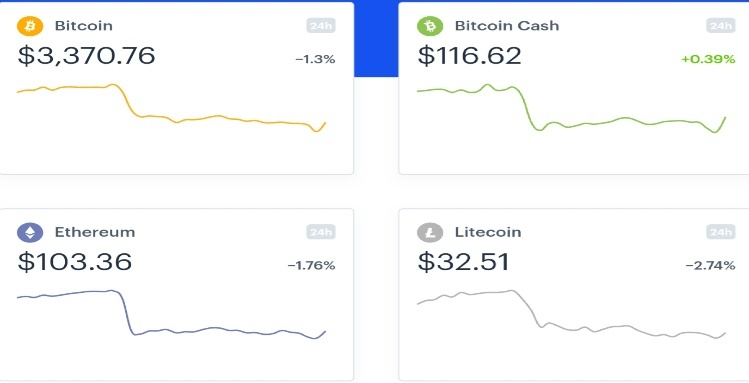 Bitcoin 24h
$3,370.76 −1.3%
Bitcoin Cash 24h
$116.62 +0.39%
Ethereum 24h
$103.36 −1.76%
Litecoin 24h
$32.51 −2.74%